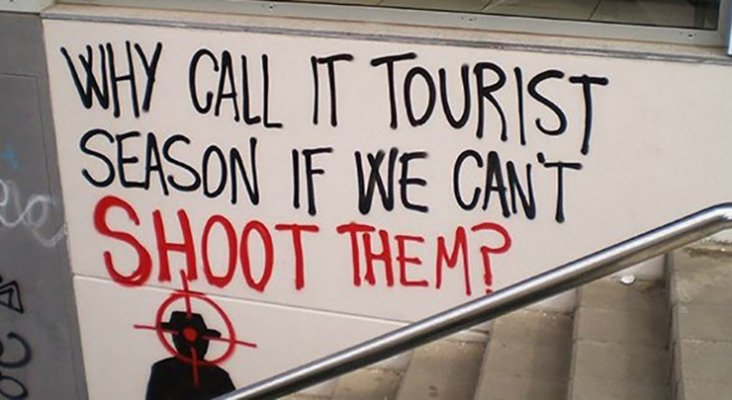 WHY CALL IT TOURIST
SEASON IF WE CAN'T
SHOOT THEM?